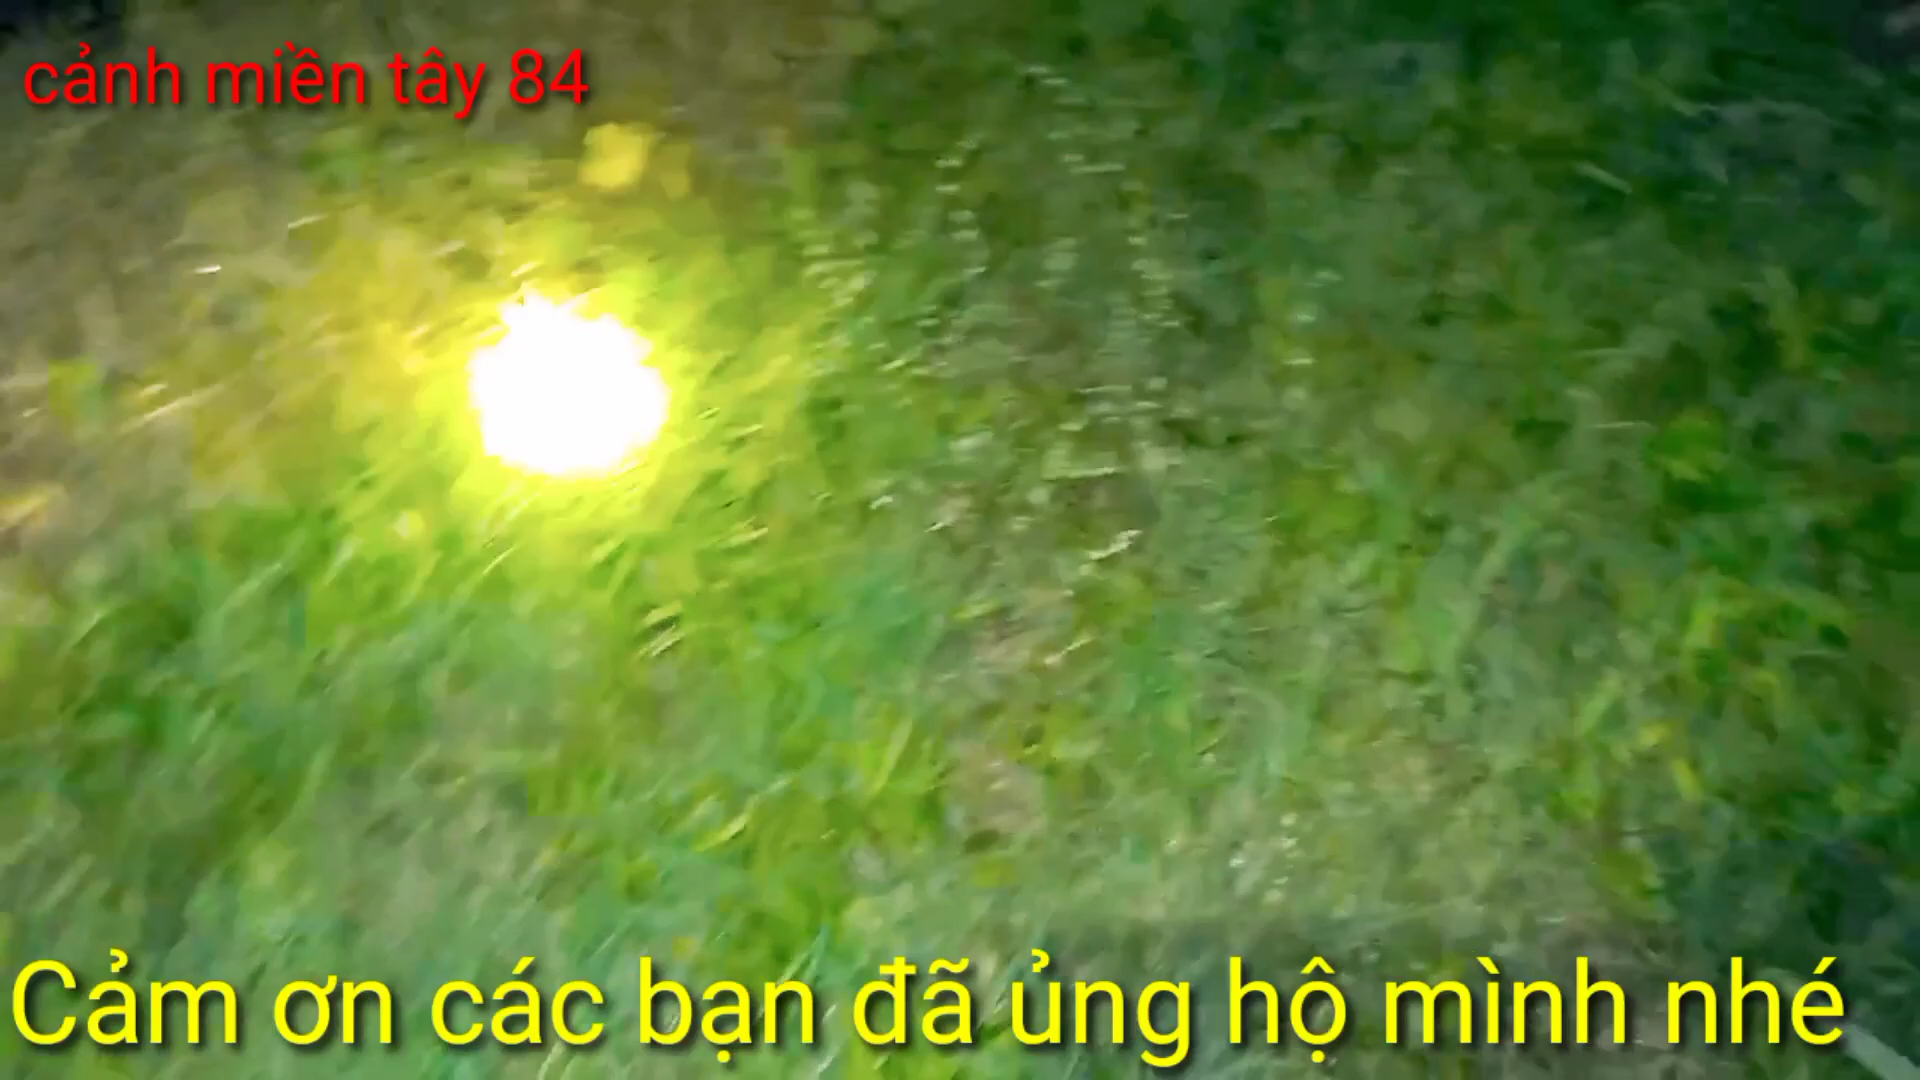 cảnh miền tây 84
Cảm ơn các bạn đã ủng hộ mình nhé